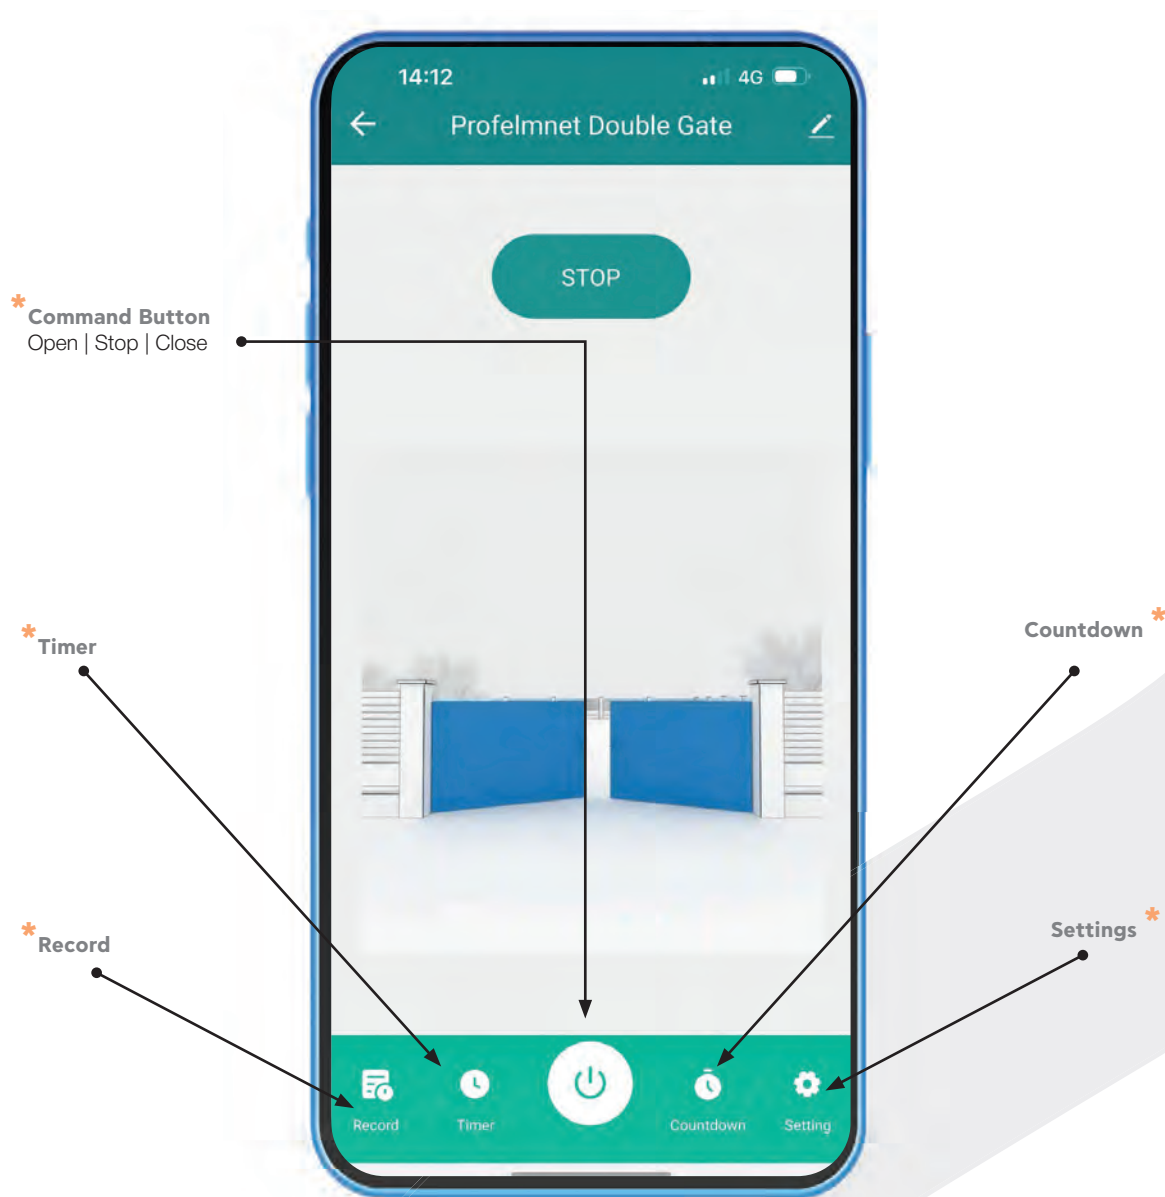 14:12
4G
Profelmnet Double Gate
STOP
* Command Button
Open | Stop | Close
* Timer
Countdown *
* Record
Settings *
Record
Timer
Countdown
Setting